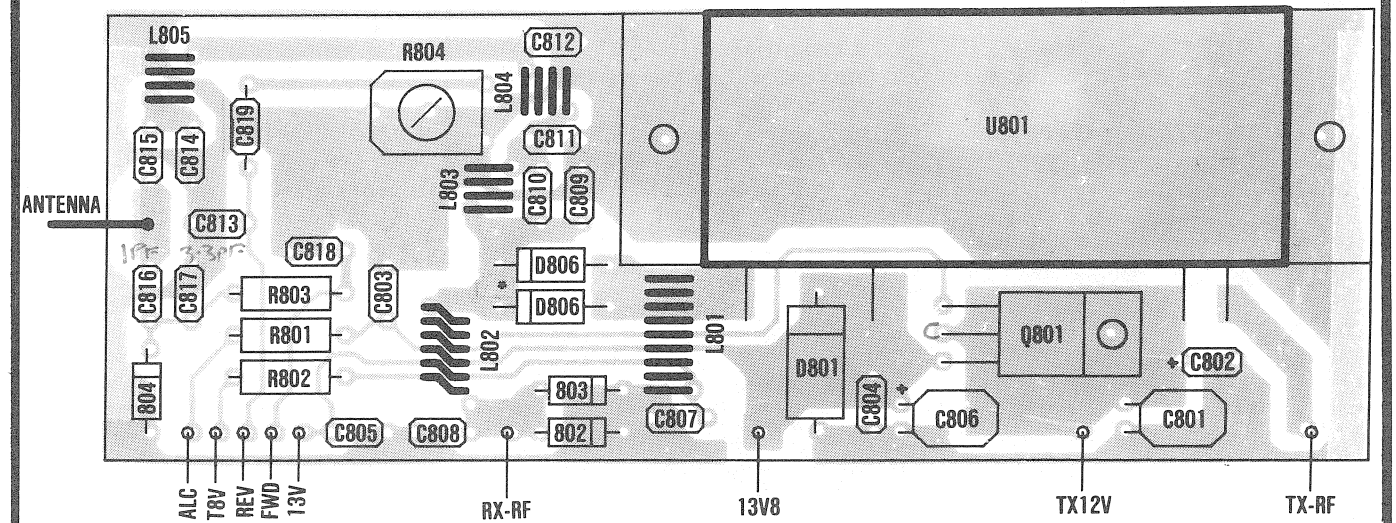 L805
R804
C812
L804
U801
C819
C811
C815
C814
L803
C810
C809
ANTENNA
C813
1PF 3.3PF
C818
D806
C816
C817
R803
C803
D806
R801
L802
L801
C
Q801
R802
D801
+
C802
804
803
C804
+
C806
C801
C805
C808
802
C807
ALC
T8V
REV
FWD
13V
RX-RF
13V8
TX12V
TX-RF